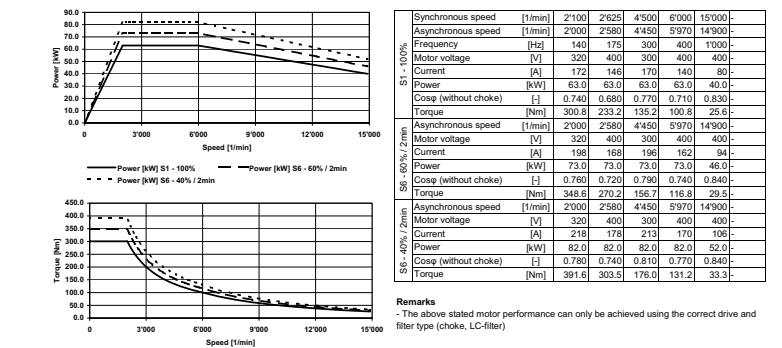 90.0
80.0
70.0
60.0
50.0
40.0
30.0
20.0
10.0
0.0
Power [kW]
0 3'000 6'000 9'000 12'000 15'000
Speed [1/min]
Power [kW] S1 - 100% Power [kW] S6 - 60% / 2min
Power [kW] S6 - 40% / 2min
450.0
400.0
350.0
300.0
250.0
200.0
150.0
100.0
50.0
0.0
Torque [Nm]
0 3'000 6'000 9'000 12'000 15'000
Speed [1/min]
S1 - 100%
Synchronous speed [1/min] 2'100 2'625 4'500 6'000 15'000 -
Asynchronous speed [1/min] 2'000 2'580 4'450 5'970 14'900 -
Frequency [Hz] 140 175 300 400 1'000 -
Motor voltage [V] 320 400 400 400 400 -
Current [A] 172 146 170 140 80 -
Power [kW] 63.0 63.0 63.0 63.0 40.0 -
Cosφ (without choke) [-] 0.740 0.680 0.770 0.710 0.830 -
Torque [Nm] 300.8 233.2 135.2 100.8 25.6 -
S6 - 60% / 2min
Asynchronous speed [1/min] 2'000 2'580 4'450 5'970 14'900 -
Motor voltage [V] 320 400 400 400 400 -
Current [A] 198 168 196 162 94 -
Power [kW] 73.0 73.0 73.0 73.0 46.0 -
Cosφ (without choke) [-] 0.760 0.720 0.790 0.740 0.840 -
Torque [Nm] 348.6 270.2 156.7 116.8 29.5 -
S6 - 40% / 2min
Asynchronous speed [1/min] 2'000 2'580 4'450 5'970 14'900 -
Motor voltage [V] 320 400 300 400 400 -
Current [A] 218 178 213 170 106 -
Power [kW] 82.0 82.0 82.0 82.0 52.0 -
Cosφ (without choke) [-] 0.780 0.740 0.810 0.770 0.840 -
Torque [Nm] 391.6 303.5 176.0 131.2 33.3 -
Remarks
- The above stated motor performance can only be achieved using the correct drive and
filter type (choke, LC-filter)